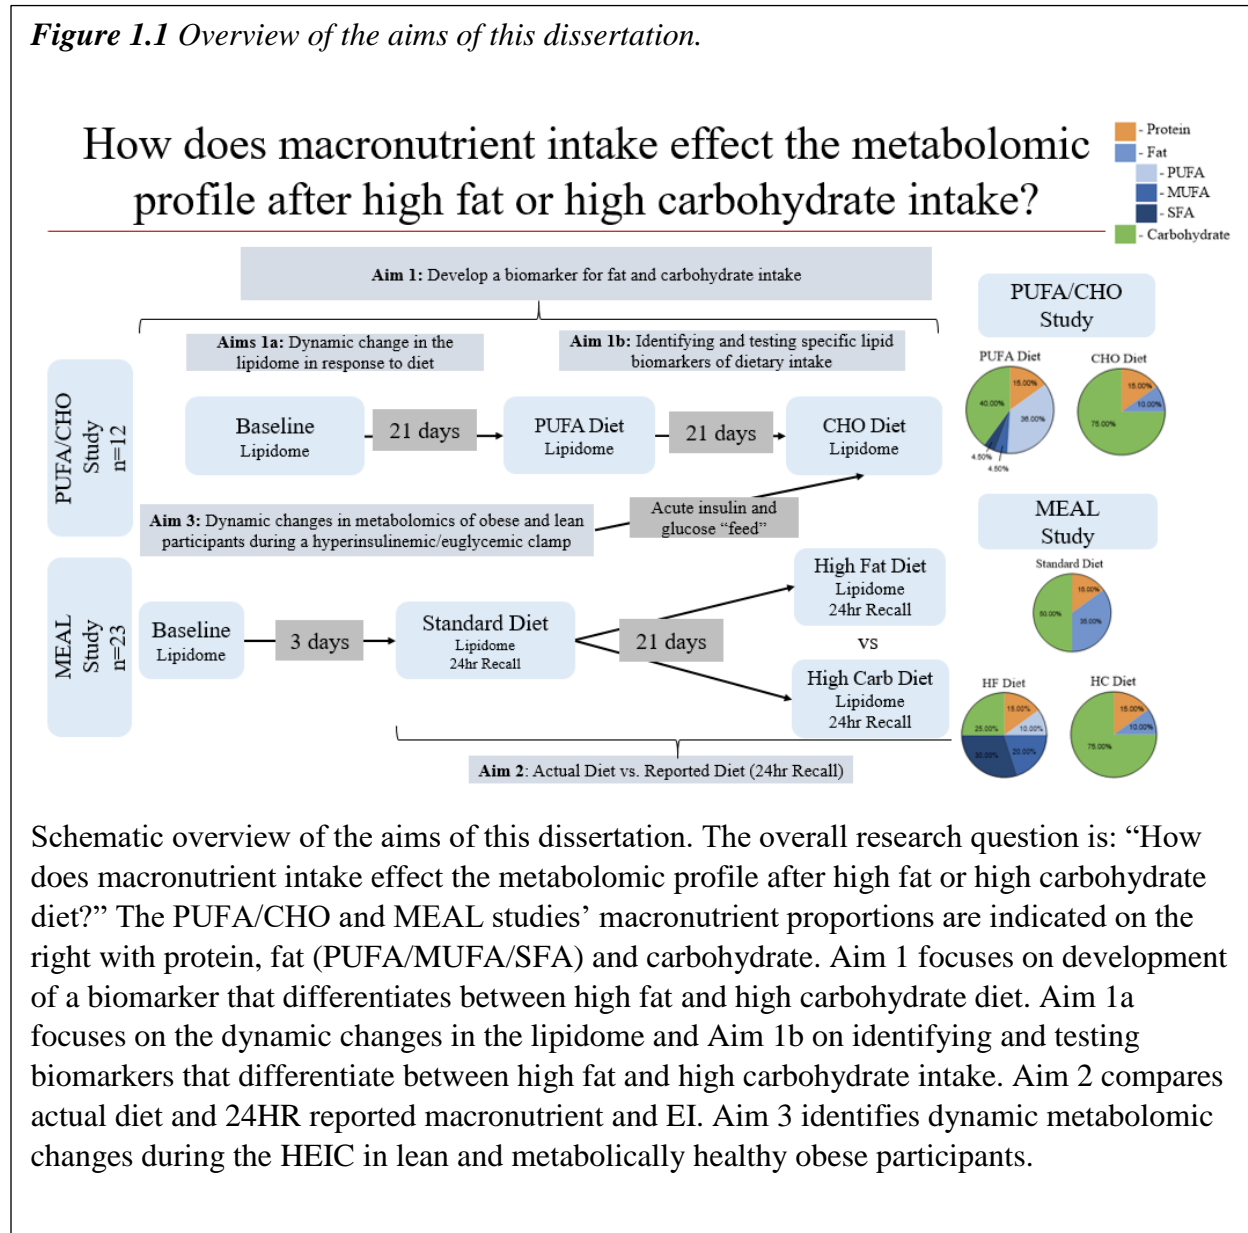 Figure 1.1 Overview of the aims of this dissertation.
How does macronutrient intake effect the metabolomic
profile after high fat or high carbohydrate intake?
- Protein
- Fat
- PUFA
- MUFA
- SFA
- Carbohydrate
Aim 1: Develop a biomarker for fat and carbohydrate intake
Aims 1a: Dynamic change in the
lipidome in response to diet
Aim 1b: Identifying and testing specific lipid
biomarkers of dietary intake
PUFA/CHO
Study
n=12
Baseline
Lipidome
21 days
PUFA Diet
Lipidome
21 days
CHO Diet
Lipidome
Aim 3: Dynamic changes in metabolomics of obese and lean
participants during a hyperinsulinemic/euglycemic clamp
Acute insulin and
glucose “feed”
MEAL
Study
n=23
Baseline
Lipidome
3 days
Standard Diet
Lipidome
24hr Recall
21 days
High Fat Diet
Lipidome
24hr Recall
vs
High Carb Diet
Lipidome
24hr Recall
Aim 2: Actual Diet vs. Reported Diet (24hr Recall)
PUFA/CHO
Study
PUFA Diet
15.00%
36.00%
4.50%
4.50%
40.00%
CHO Diet
15.00%
10.00%
75.00%
MEAL
Study
Standard Diet
15.00%
35.00%
50.00%
HF Diet
15.00%
10.00%
20.00%
30.00%
25.00%
HC Diet
15.00%
10.00%
75.00%
Schematic overview of the aims of this dissertation. The overall research question is: “How
does macronutrient intake effect the metabolomic profile after high fat or high carbohydrate
diet?” The PUFA/CHO and MEAL studies’ macronutrient proportions are indicated on the
right with protein, fat (PUFA/MUFA/SFA) and carbohydrate. Aim 1 focuses on development
of a biomarker that differentiates between high fat and high carbohydrate diet. Aim 1a
focuses on the dynamic changes in the lipidome and Aim 1b on identifying and testing
biomarkers that differentiate between high fat and high carbohydrate intake. Aim 2 compares
actual diet and 24HR reported macronutrient and EI. Aim 3 identifies dynamic metabolomic
changes during the HEIC in lean and metabolically healthy obese participants.